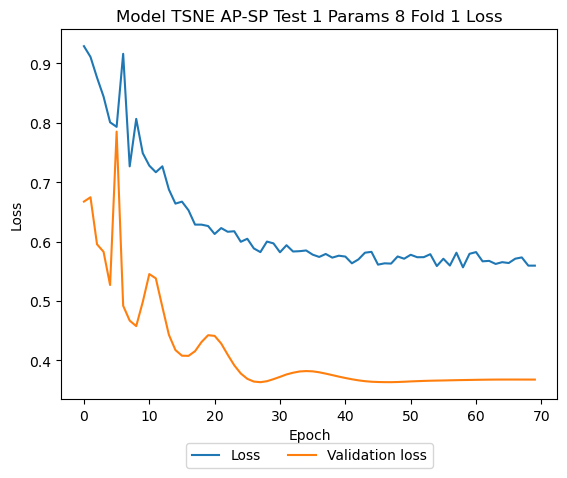 Model TSNE AP-SP Test 1 Params 8 Fold 1 Loss
0.9
0.8
0.7
0.6
0.5
0.4
Loss
0 10 20 30 40 50 60 70
Epoch
Loss Validation loss